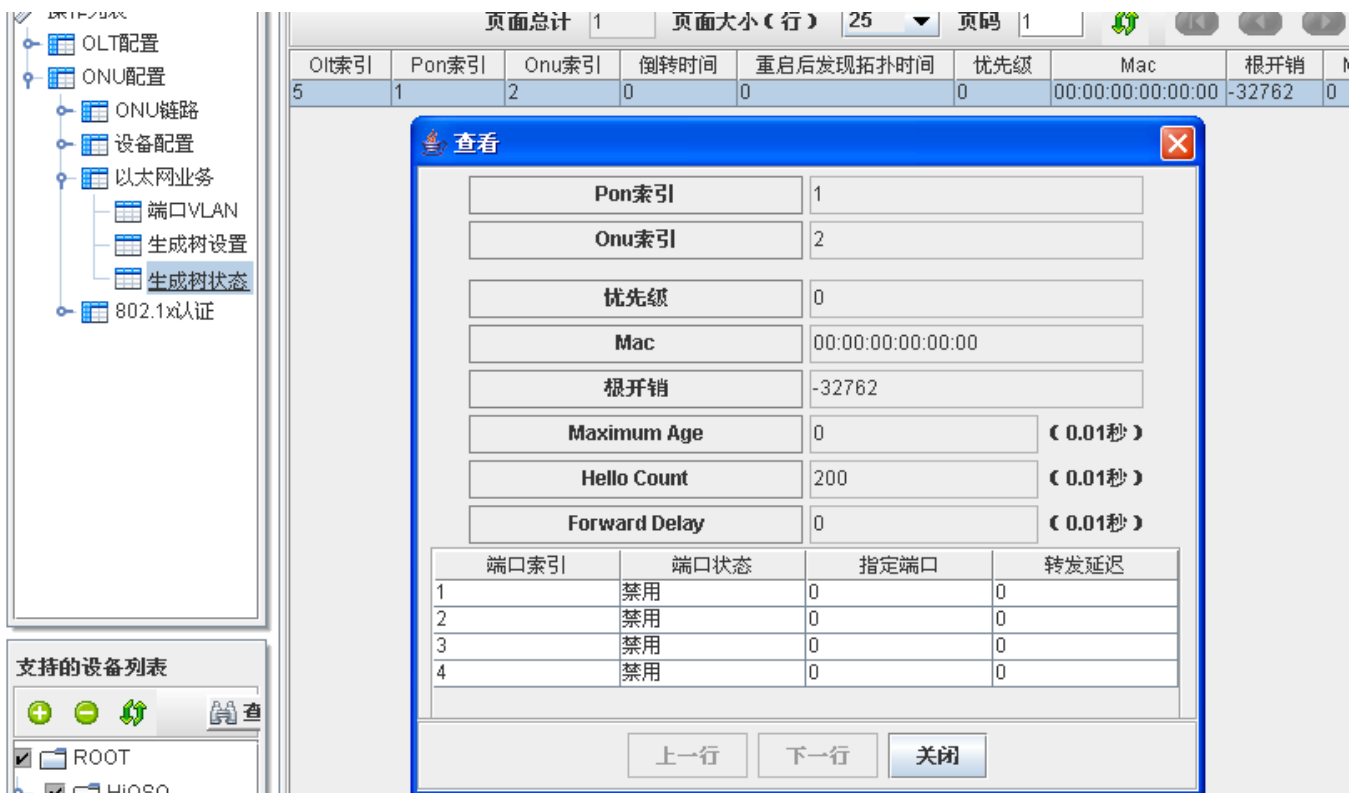 操作列表
OLT配置
ONU配置
ONU链路
设备配置
以太网业务
端口VLAN
生成树设置
生成树状态
802.1x认证
支持的设备列表
查
ROOT
HiOSO
页面总计 1 页面大小(行) 25 页码 1
Olt索引 Pon索引 Onu索引 倒转时间 重启后发现拓扑时间 优先级 Mac 根开销 M
5 1 2 0 0 0 00:00:00:00:00:00 -32762 0
查看
Pon索引 1
Onu索引 2
优先级 0
Mac 00:00:00:00:00:00
根开销 -32762
Maximum Age 0 (0.01秒)
Hello Count 200 (0.01秒)
Forward Delay 0 (0.01秒)
端口索引 端口状态 指定端口 转发延迟
1 禁用 0 0
2 禁用 0 0
3 禁用 0 0
4 禁用 0 0
上一行 下一行 关闭